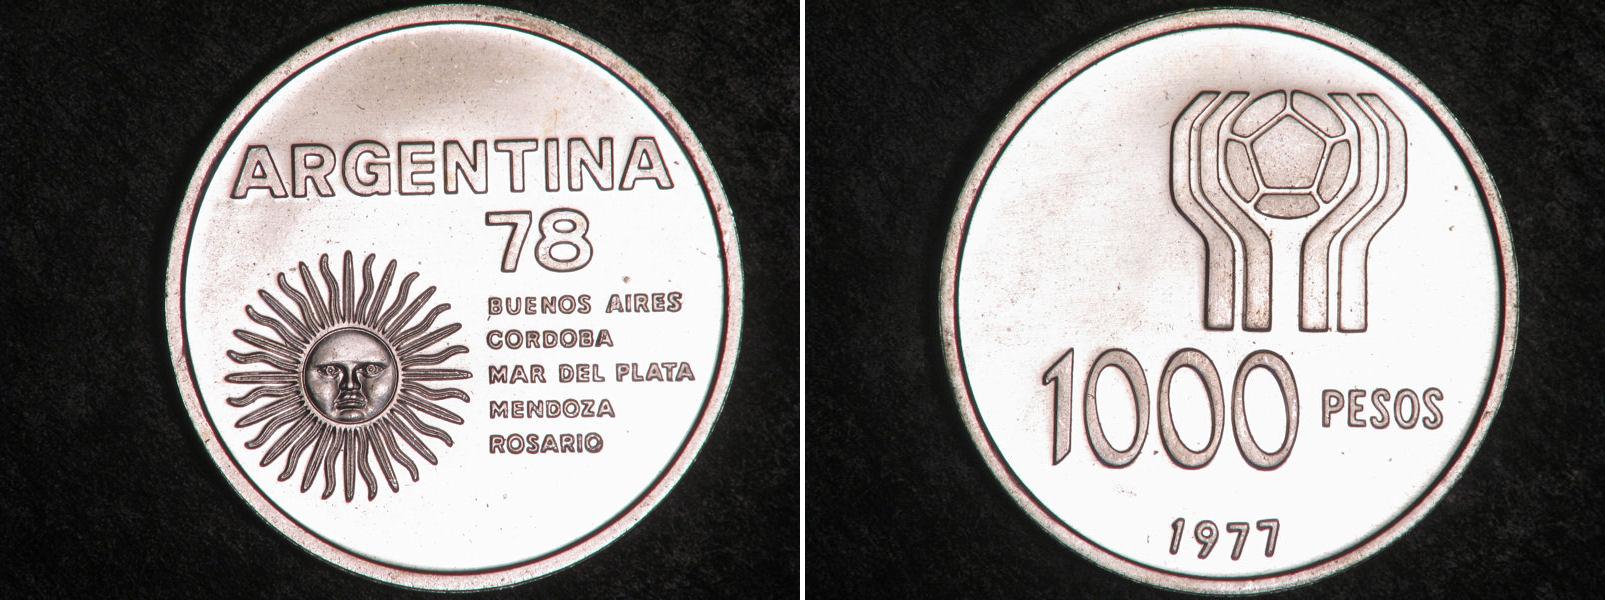 ARGENTINA
78
BUENOS AIRES
CORDOBA
MAR DEL PLATA
MENDOZA
ROSARIO
1000 PESOS
1977